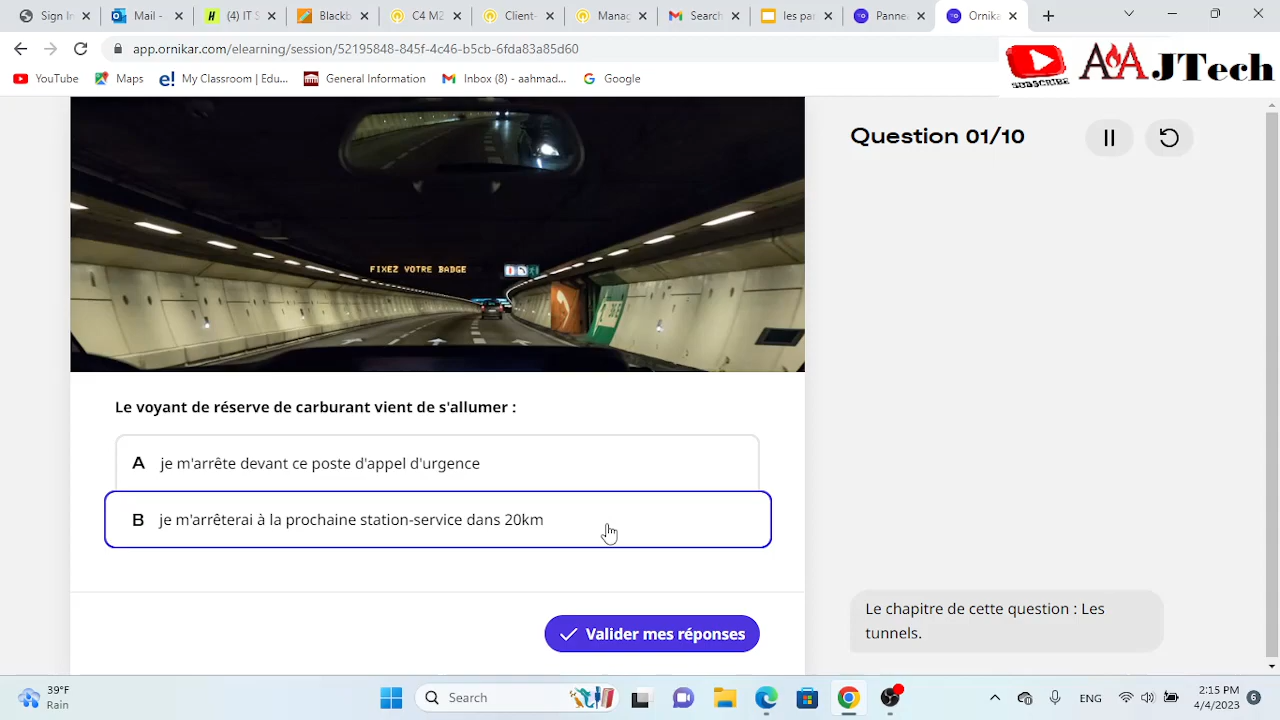 Sign i
Mail -
(4) IT S
Blackb
C4 M2
Client-
Manag
Search
les pa
Panne
Ornika
app.ornikar.com/elearning/session/52195848-845f-4c46-b5cb-6fda83a85d60
YouTube
Maps
My Classroom | Edu...
General Information
Inbox (8) - aahmad...
Google
SUBSCRIBE
AAJTech
FIXEZ VOTRE BADGE
Question 01/10
Le voyant de réserve de carburant vient de s'allumer :
A je m'arrête devant ce poste d'appel d'urgence
B je m'arrêterai à la prochaine station-service dans 20km
Valider mes réponses
Le chapitre de cette question : Les
tunnels.
39°F
Rain
Search
ENG
2:15 PM
4/4/2023
6